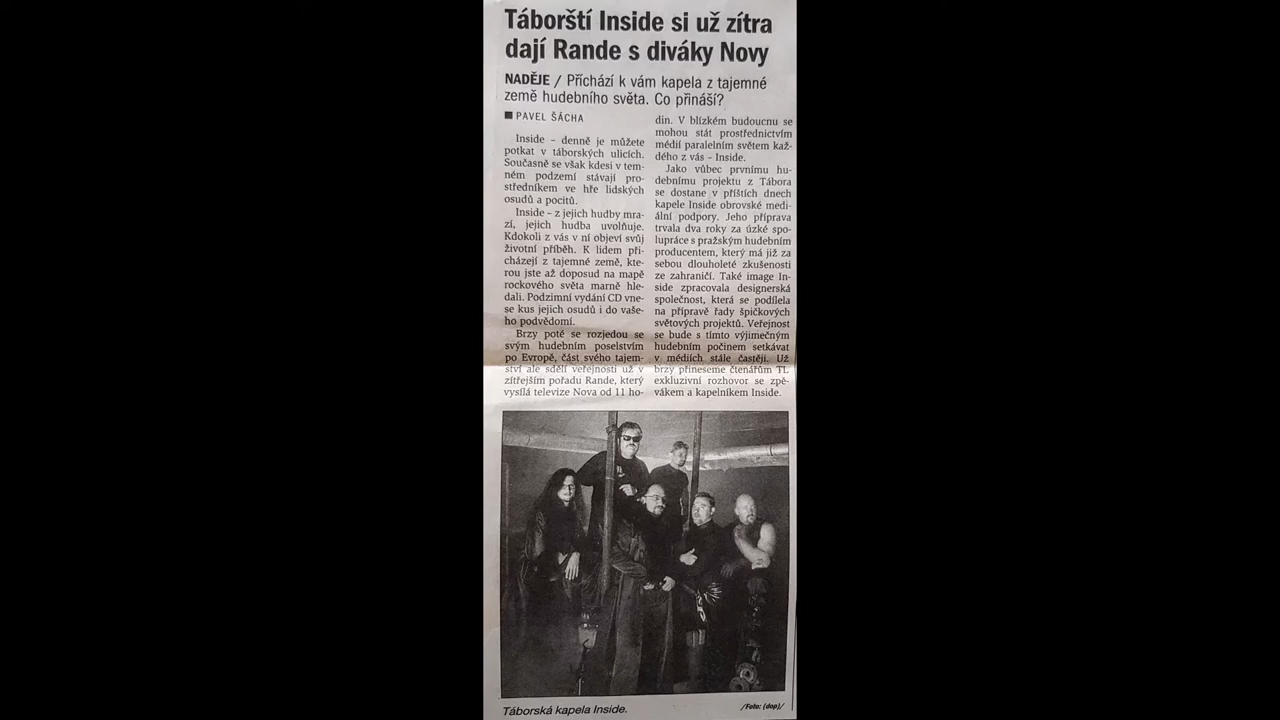 Táborští Inside si už zítra
dají Rande s diváky Novy
NADĚJE / Přichází k vám kapela z tajemné
země hudebního světa. Co přináší?
■ PAVEL ŠÁCHA
Inside – denně je můžete
potkat v táborských ulicích.
Současně se však kdesi v tem-
ném podzemí stávají pro-
středníkem ve hře lidských
osudů a pocitů.
Inside – z jejich hudby mra-
zí, jejich hudba uvolňuje.
Kdokoli z vás v ní objeví svůj
životní příběh. K lidem při-
cházejí z tajemné země, kte-
rou jste až doposud na mapě
rockového světa marně hle-
dali. Podzimní vydání CD vne-
se kus jejich osudů i do vaše-
ho podvědomí.
Brzy poté se rozjedou se
svým hudebním poselstvím
po Evropě, část svého tajem-
ství ale sdělí veřejnosti už v
zítřejším pořadu Rande, který
vysílá televize Nova od 11 ho-
din. V blízkém budoucnu se
mohou stát prostřednictvím
médií paralelním světem kaž-
dého z vás – Inside.
Jako vůbec prvnímu hu-
debnímu projektu z Tábora
se dostane v příštích dnech
kapele Inside obrovské medi-
ální podpory. Jeho příprava
trvala dva roky za úzké spo-
lupráce s pražským hudebním
producentem, který má již za
sebou dlouholeté zkušenosti
ze zahraničí. Také image In-
side zpracovala designerská
společnost, která se podílela
na přípravě řady špičkových
světových projektů. Veřejnost
se bude s tímto výjimečným
hudebním počinem setkávat
v médiích stále častěji. Už
brzy přineseme čtenářům TL
exkluzivní rozhovor se zpě-
vákem a kapelníkem Inside.
Táborská kapela Inside.
/Foto: (dop)/